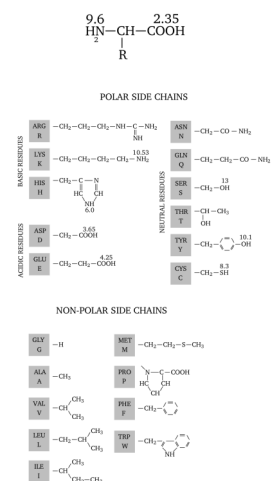 9.6 2.35
HN—CH—COOH
2
R
POLAR SIDE CHAINS
BASIC RESIDUES
ARG
R
—CH₂—CH₂—CH₂—NH—C—NH₂
NH
LYS
K
10.53
—CH₂—CH₂—CH₂—CH₂—NH₂
HIS
H
—CH₂—C—N
HC CH
NH
6.0
ACIDIC RESIDUES
ASP
D
3.65
—CH₂—COOH
GLU
E
4.25
—CH₂—CH₂—COOH
NEUTRAL RESIDUES
ASN
N
—CH₂—CO—NH₂
GLN
Q
—CH₂—CH₂—CO—NH₂
SER
S
13
—CH₂—OH
THR
T
—CH—CH₃
OH
TYR
Y
10.1
—CH₂— —OH
CYS
C
8.3
—CH₂—SH
NON-POLAR SIDE CHAINS
GLY
G
—H
ALA
A
—CH₃
VAL
V
CH₃
—CH
CH₃
LEU
L
CH₃
—CH₂—CH
CH₃
ILE
I
CH₃
—CH
CH₂—CH₃
MET
M
—CH₂—CH₂—S—CH₃
PRO
P
N—C—COOH
HC CH
CH
PHE
F
—CH₂—
TRP
W
—CH₂—
NH